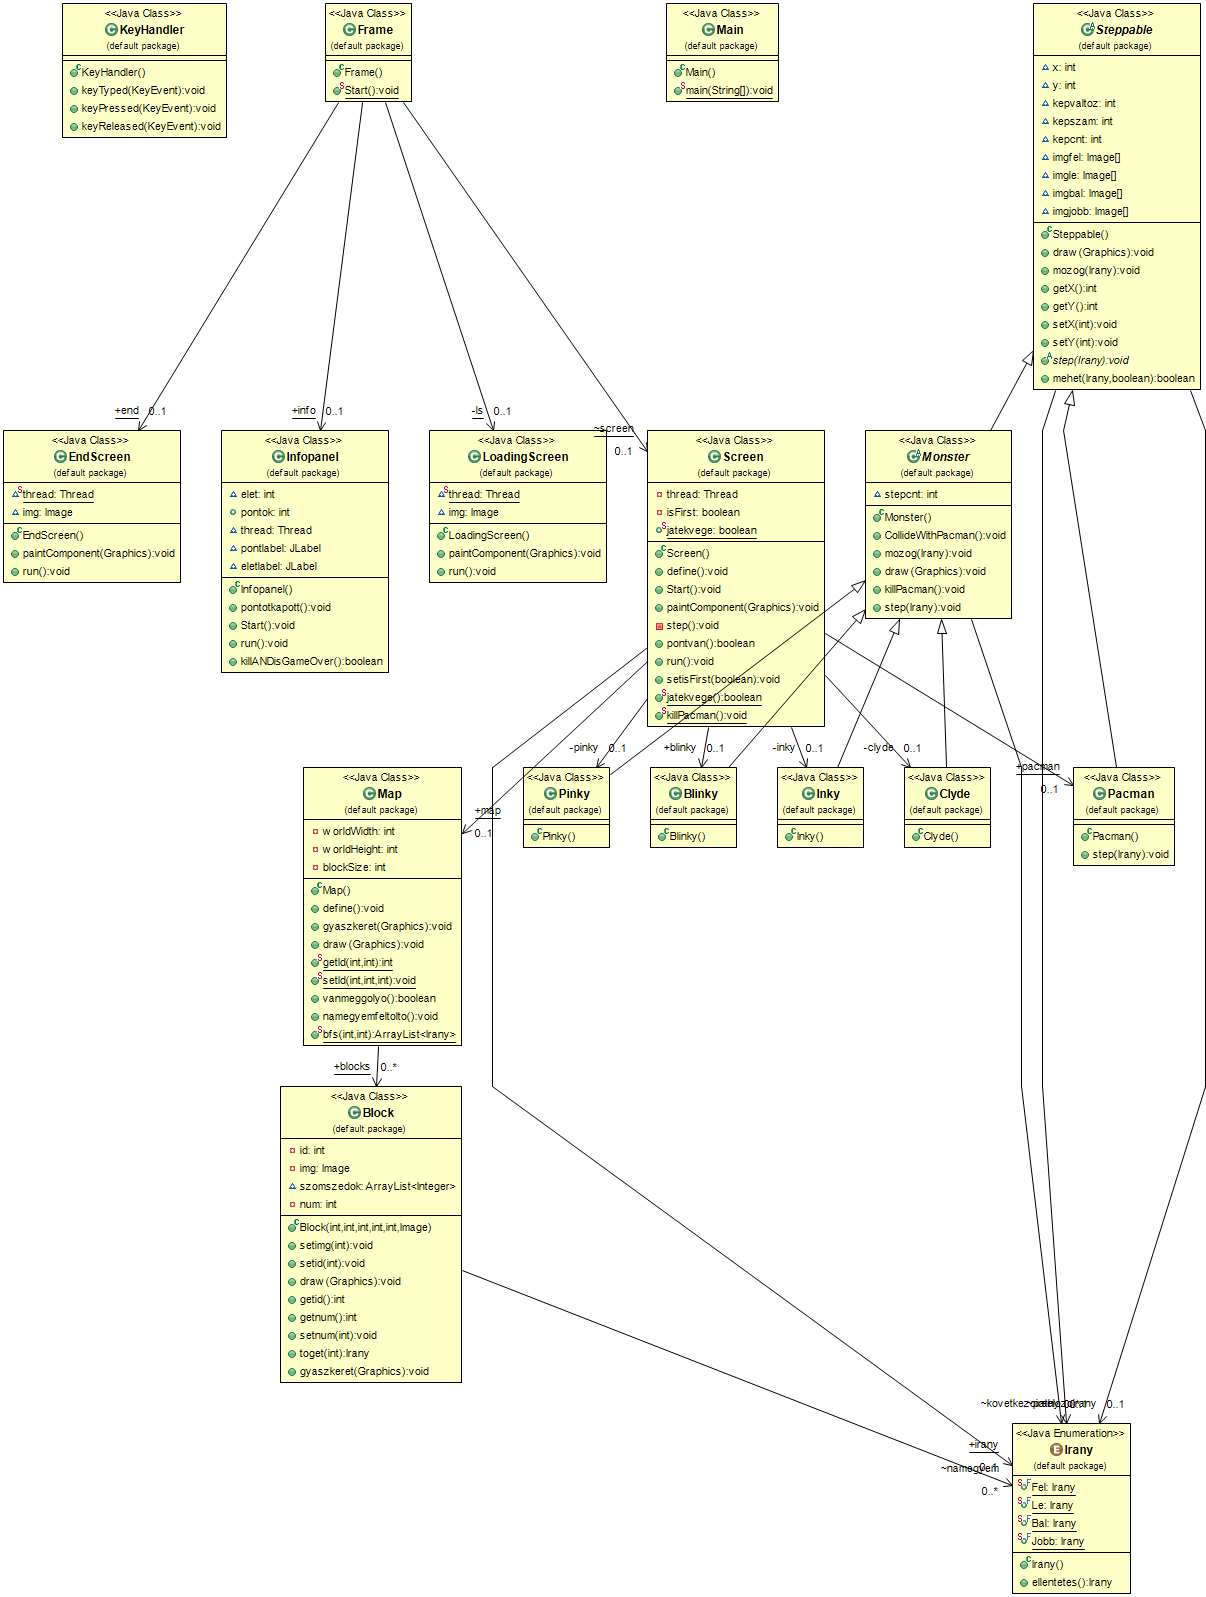 <<Java Class>>
KeyHandler
(default package)
KeyHandler()
keyTyped(KeyEvent):void
keyPressed(KeyEvent):void
keyReleased(KeyEvent):void
<<Java Class>>
Frame
(default package)
Frame()
Start():void
<<Java Class>>
Main
(default package)
Main()
main(String[]):void
<<Java Class>>
Steppable
(default package)
x: int
y: int
kepvaltoz: int
kepszam: int
kepcnt: int
imgfel: Image[]
imgle: Image[]
imgbal: Image[]
imgjobb: Image[]
Steppable()
draw(Graphics):void
mozog(Irany):void
getX():int
getY():int
setX(int):void
setY(int):void
step(Irany):void
mehet(Irany,boolean):boolean
+end 0..1
+info 0..1
-ls 0..1
~screen
0..1
<<Java Class>>
EndScreen
(default package)
thread: Thread
img: Image
EndScreen()
paintComponent(Graphics):void
run():void
<<Java Class>>
Infopanel
(default package)
elet: int
pontok: int
thread: Thread
pontlabel: JLabel
eletlabel: JLabel
Infopanel()
pontotkapott():void
Start():void
run():void
killANDisGameOver():boolean
<<Java Class>>
LoadingScreen
(default package)
thread: Thread
img: Image
LoadingScreen()
paintComponent(Graphics):void
run():void
<<Java Class>>
Screen
(default package)
thread: Thread
isFirst: boolean
jatekvege: boolean
Screen()
define():void
Start():void
paintComponent(Graphics):void
step():void
pontvan():boolean
run():void
setisFirst(boolean):void
jatekvege():boolean
killPacman():void
<<Java Class>>
Monster
(default package)
stepcnt: int
Monster()
CollideWithPacman():void
mozog(Irany):void
draw(Graphics):void
killPacman():void
step(Irany):void
-pinky 0..1
+blinky 0..1
-inky 0..1
-clyde 0..1
+pacman
0..1
+map
0..1
<<Java Class>>
Map
(default package)
worldWidth: int
worldHeight: int
blockSize: int
Map()
define():void
gyaszkeret(Graphics):void
draw(Graphics):void
getId(int,int):int
setId(int,int,int):void
vanmeggolyo():boolean
namegyemfeltolto():void
bfs(int,int):ArrayList<Irany>
<<Java Class>>
Pinky
(default package)
Pinky()
<<Java Class>>
Blinky
(default package)
Blinky()
<<Java Class>>
Inky
(default package)
Inky()
<<Java Class>>
Clyde
(default package)
Clyde()
<<Java Class>>
Pacman
(default package)
Pacman()
step(Irany):void
+blocks 0..*
<<Java Class>>
Block
(default package)
id: int
img: Image
szomszedok: ArrayList<Integer>
num: int
Block(int,int,int,int,int,Image)
setimg(int):void
setid(int):void
draw(Graphics):void
getid():int
getnum():int
setnum(int):void
toget(int):Irany
gyaszkeret(Graphics):void
0..1
+irany
0..1
~namegyem
0..*
<<Java Enumeration>>
Irany
(default package)
Fel: Irany
Le: Irany
Bal: Irany
Jobb: Irany
Irany()
ellentetes():Irany